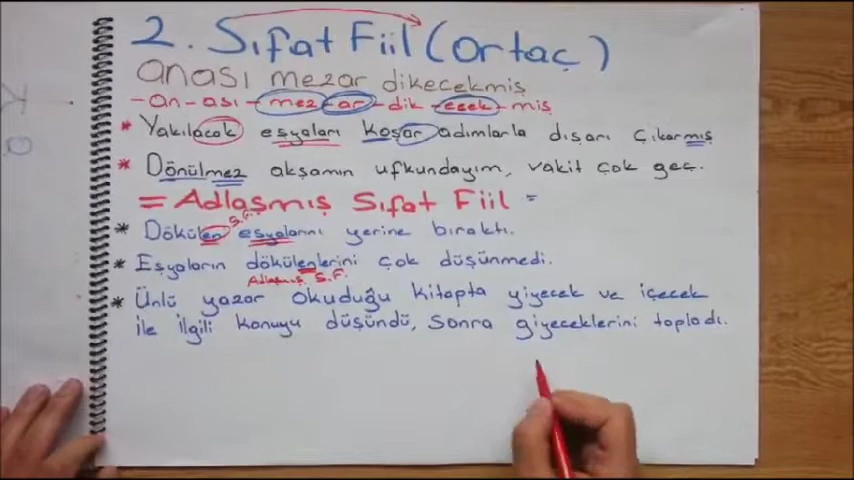 2. Sıfat Fiil (Ortaç)
anası mezar dikecekmiş
-an-ası-mez-ar-dik-ecek-miş
* Yakılacak eşyaları koşar adımlarla dışarı çıkarmış
* Dönülmez akşamın ufkundayım, vakit çok geç.
= Adlaşmış Sıfat Fiil =
S.F.
* Dökülen eşyalarını yerine bıraktı.
* Eşyaların dökülenlerini çok düşünmedi.
Adlaşmış S.F.
* Ünlü yazar okuduğu kitapta yiyecek ve içecek
ile ilgili konuyu düşündü, sonra giyeceklerini topladı.